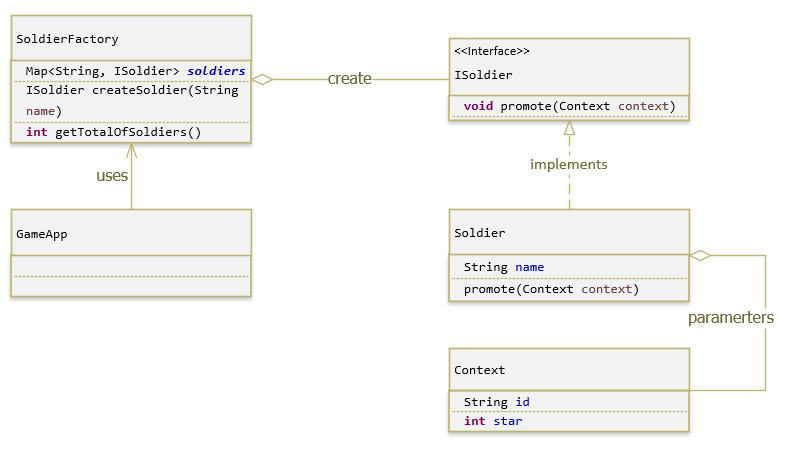 SoldierFactory
Map<String, ISoldier> soldiers
ISoldier createSoldier(String
name)
int getTotalOfSoldiers()
create
<<Interface>>
ISoldier
void promote(Context context)
uses
implements
GameApp
Soldier
String name
promote(Context context)
paramerters
Context
String id
int star